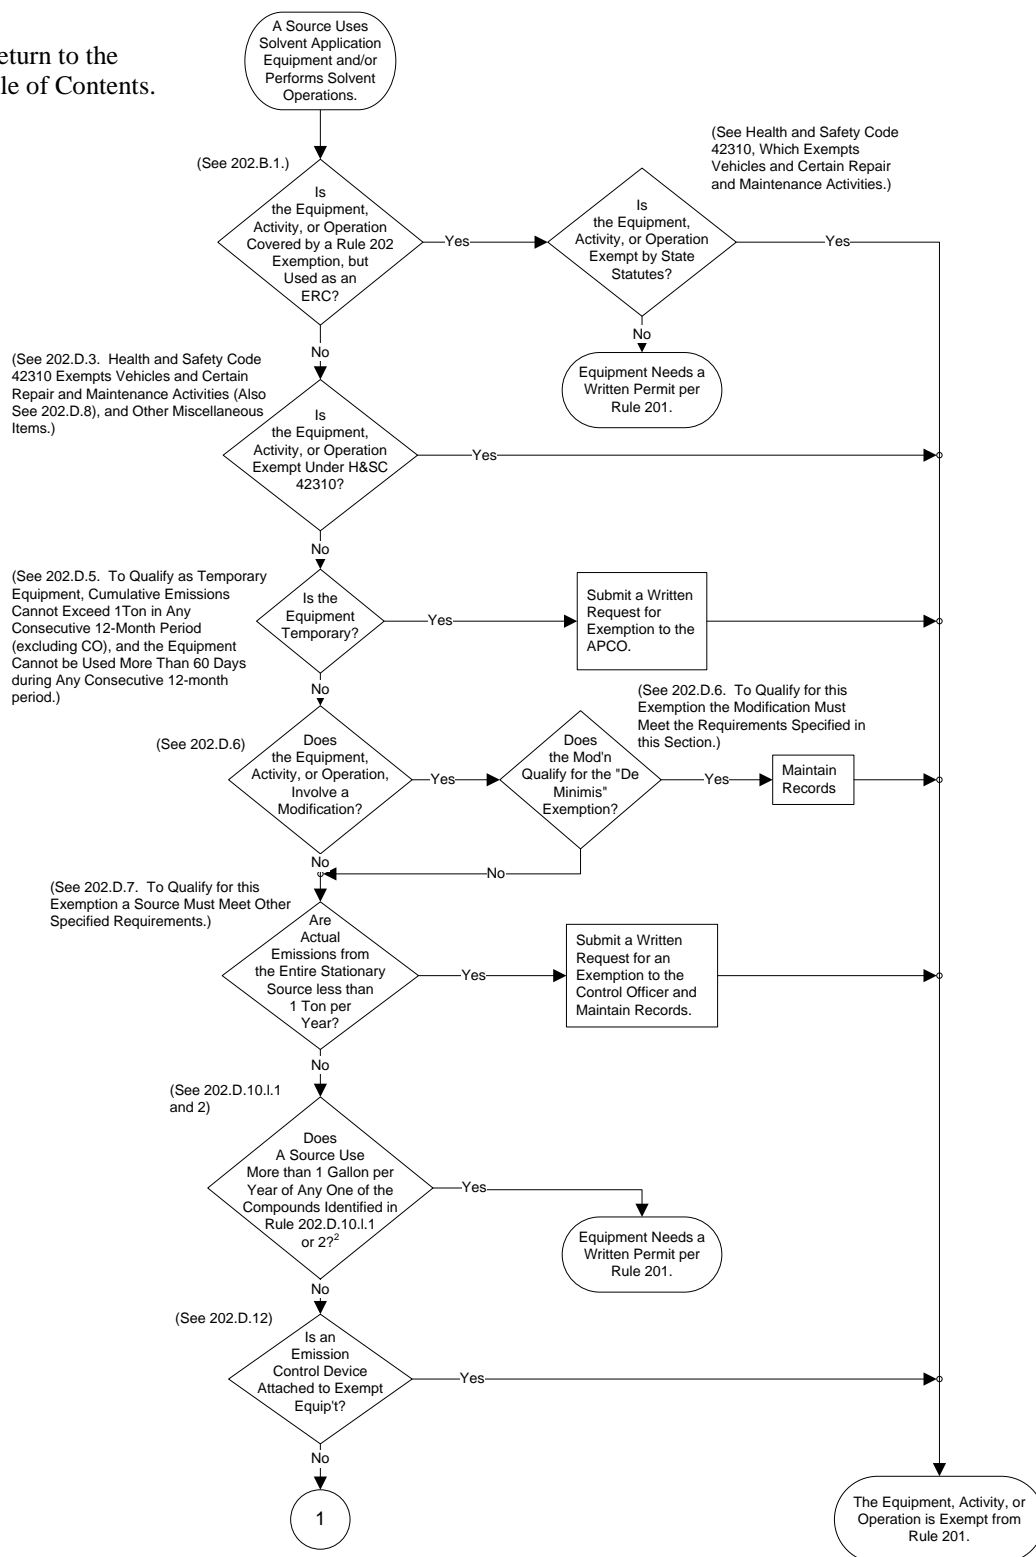 eturn to the
le of Contents.
A Source Uses
Solvent Application
Equipment and/or
Performs Solvent
Operations.
(See 202.B.1.)
Is
the Equipment,
Activity, or Operation
Covered by a Rule 202
Exemption, but
Used as an
ERC?
Yes
(See Health and Safety Code
42310, Which Exempts
Vehicles and Certain Repair
and Maintenance Activities.)
Is
the Equipment,
Activity, or Operation
Exempt by State
Statutes?
Yes
No
Equipment Needs a
Written Permit per
Rule 201.
No
(See 202.D.3. Health and Safety Code
42310 Exempts Vehicles and Certain
Repair and Maintenance Activities (Also
See 202.D.8), and Other Miscellaneous
Items.)
Is
the Equipment,
Activity, or Operation
Exempt Under H&SC
42310?
Yes
No
(See 202.D.5. To Qualify as Temporary
Equipment, Cumulative Emissions
Cannot Exceed 1Ton in Any
Consecutive 12-Month Period
(excluding CO), and the Equipment
Cannot be Used More Than 60 Days
during Any Consecutive 12-month
period.)
Is the
Equipment
Temporary?
Yes
Submit a Written
Request for
Exemption to the
APCO.
No
(See 202.D.6)
Does
the Equipment,
Activity, or Operation,
Involve a
Modification?
Yes
(See 202.D.6. To Qualify for this
Exemption the Modification Must
Meet the Requirements Specified in
this Section.)
Does
the Mod'n
Qualify for the "De
Minimis"
Exemption?
Yes
Maintain
Records
No
No
(See 202.D.7. To Qualify for this
Exemption a Source Must Meet Other
Specified Requirements.)
Are
Actual
Emissions from
the Entire Stationary
Source less than
1 Ton per
Year?
Yes
Submit a Written
Request for an
Exemption to the
Control Officer and
Maintain Records.
No
(See 202.D.10.l.1
and 2)
Does
A Source Use
More than 1 Gallon per
Year of Any One of the
Compounds Identified in
Rule 202.D.10.l.1
or 2?²
Yes
Equipment Needs a
Written Permit per
Rule 201.
No
(See 202.D.12)
Is an
Emission
Control Device
Attached to Exempt
Equip't?
Yes
No
1
The Equipment, Activity, or
Operation is Exempt from
Rule 201.